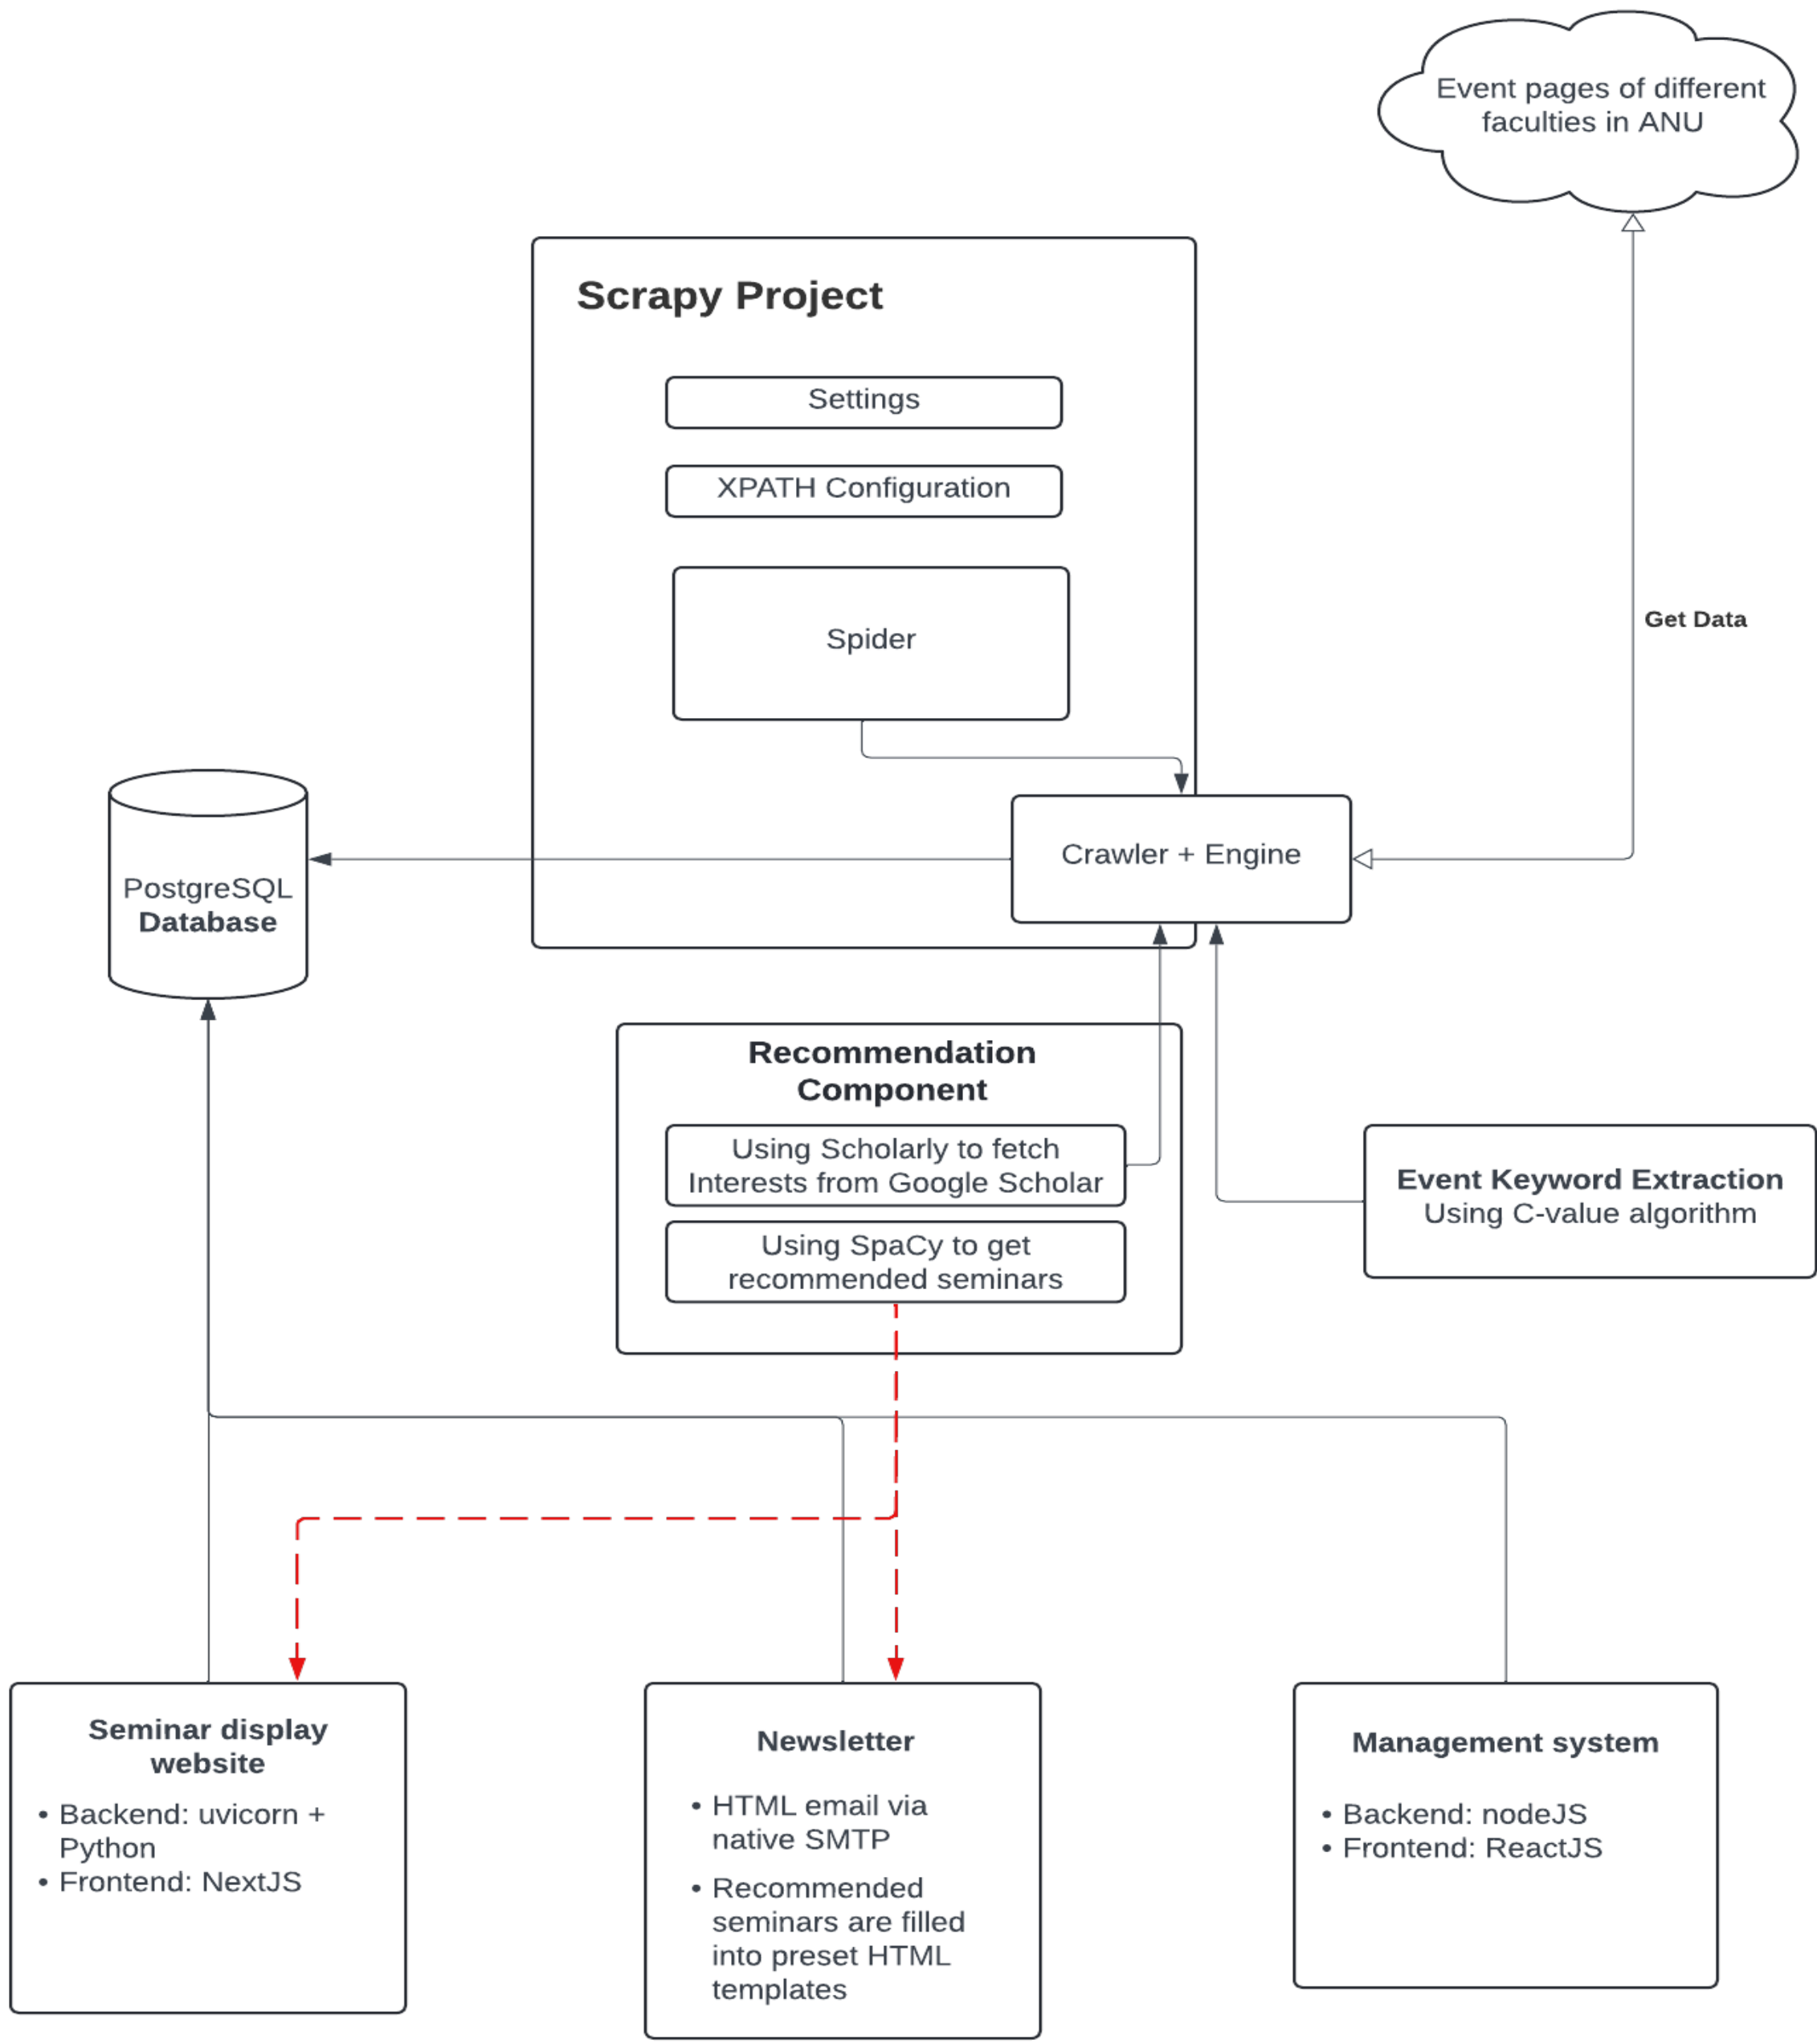 Event pages of different
faculties in ANU
Scrapy Project
Settings
XPATH Configuration
Spider
Get Data
Crawler + Engine
PostgreSQL
Database
Recommendation
Component
Using Scholarly to fetch
Interests from Google Scholar
Using SpaCy to get
recommended seminars
Event Keyword Extraction
Using C-value algorithm
Seminar display
website
• Backend: uvicorn +
Python
• Frontend: NextJS
Newsletter
• HTML email via
native SMTP
• Recommended
seminars are filled
into preset HTML
templates
Management system
• Backend: nodeJS
• Frontend: ReactJS